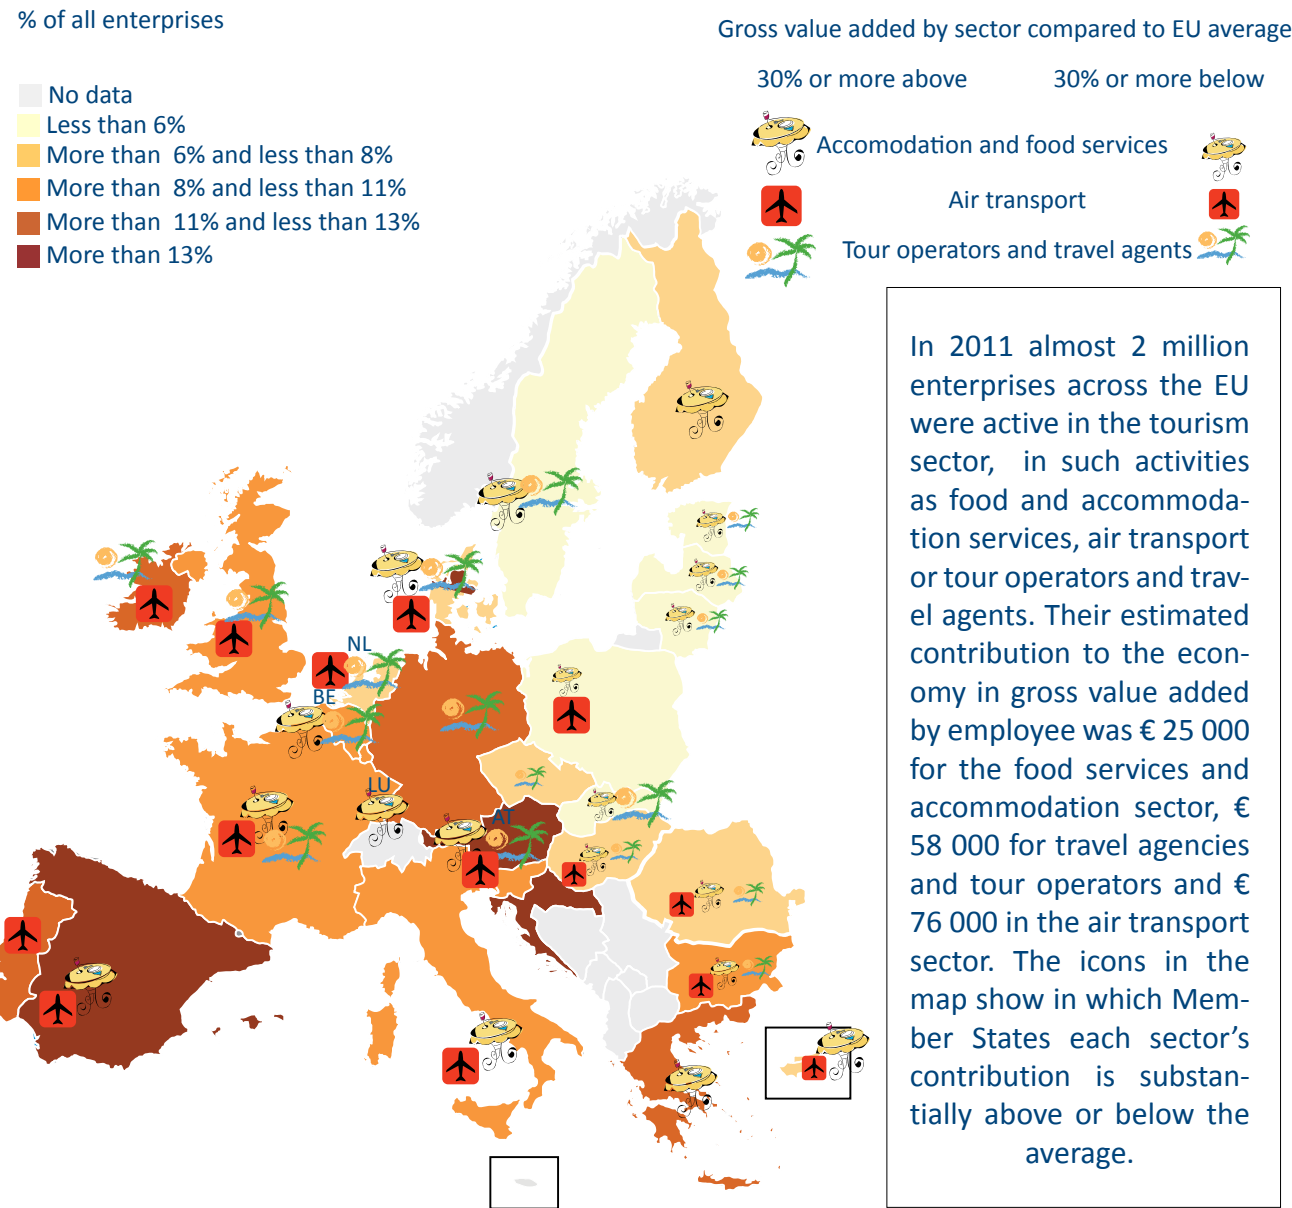 % of all enterprises
No data
Less than 6%
More than  6% and less than 8%
More than  8% and less than 11%
More than  11% and less than 13%
More than 13%
Gross value added by sector compared to EU average
30% or more above
30% or more below
Accomodation and food services
Air transport
Tour operators and travel agents
NL
BE
LU
AT
In 2011 almost 2 million
enterprises across the EU
were active in the tourism
sector,  in such activities
as food and accommoda-
tion services, air transport
or tour operators and trav-
el agents. Their estimated
contribution to the econ-
omy in gross value added
by employee was € 25 000
for the food services and
accommodation sector, €
58 000 for travel agencies
and tour operators and €
76 000 in the air transport
sector. The icons in the
map show in which Mem-
ber States each sector’s
contribution is substan-
tially above or below the
average.